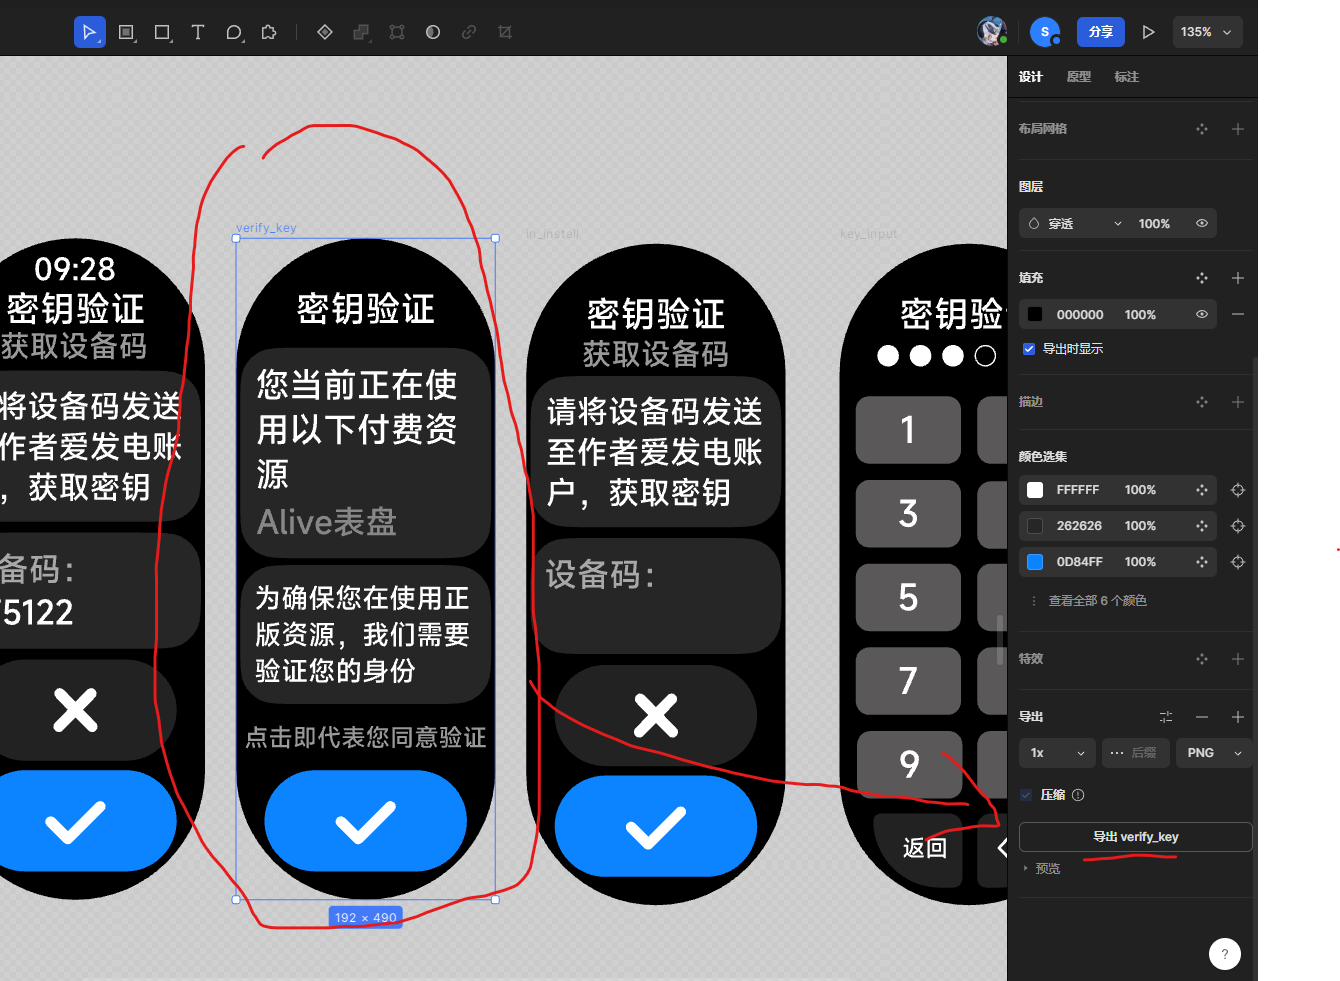 S
分享
135%
设计
原型
标注
布局网格
图层
穿透
100%
填充
000000
100%
导出时显示
描边
颜色选集
FFFFFF
100%
262626
100%
0D84FF
100%
查看全部 6 个颜色
特效
导出
1x
后缀
PNG
压缩
导出 verify_key
预览
?
09:28
密钥验证
获取设备码
将设备码发送
作者爱发电账
，获取密钥
备码：
5122
verify_key
密钥验证
您当前正在使
用以下付费资
源
Alive表盘
为确保您在使用正
版资源，我们需要
验证您的身份
点击即代表您同意验证
192 × 490
in_install
密钥验证
获取设备码
请将设备码发送
至作者爱发电账
户，获取密钥
设备码：
key_input
密钥验
1
3
5
7
9
返回